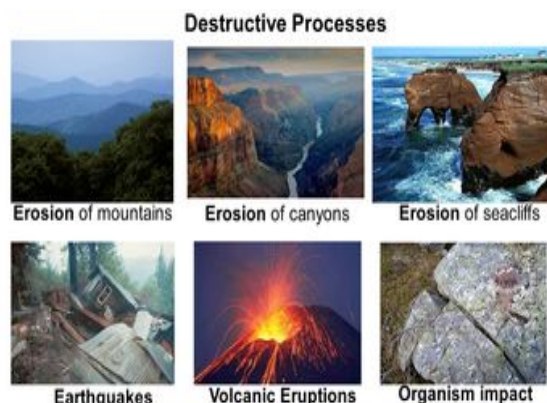 Destructive Processes
Erosion of mountains
Erosion of canyons
Erosion of seacliffs
Earthquakes
Volcanic Eruptions
Organism impact